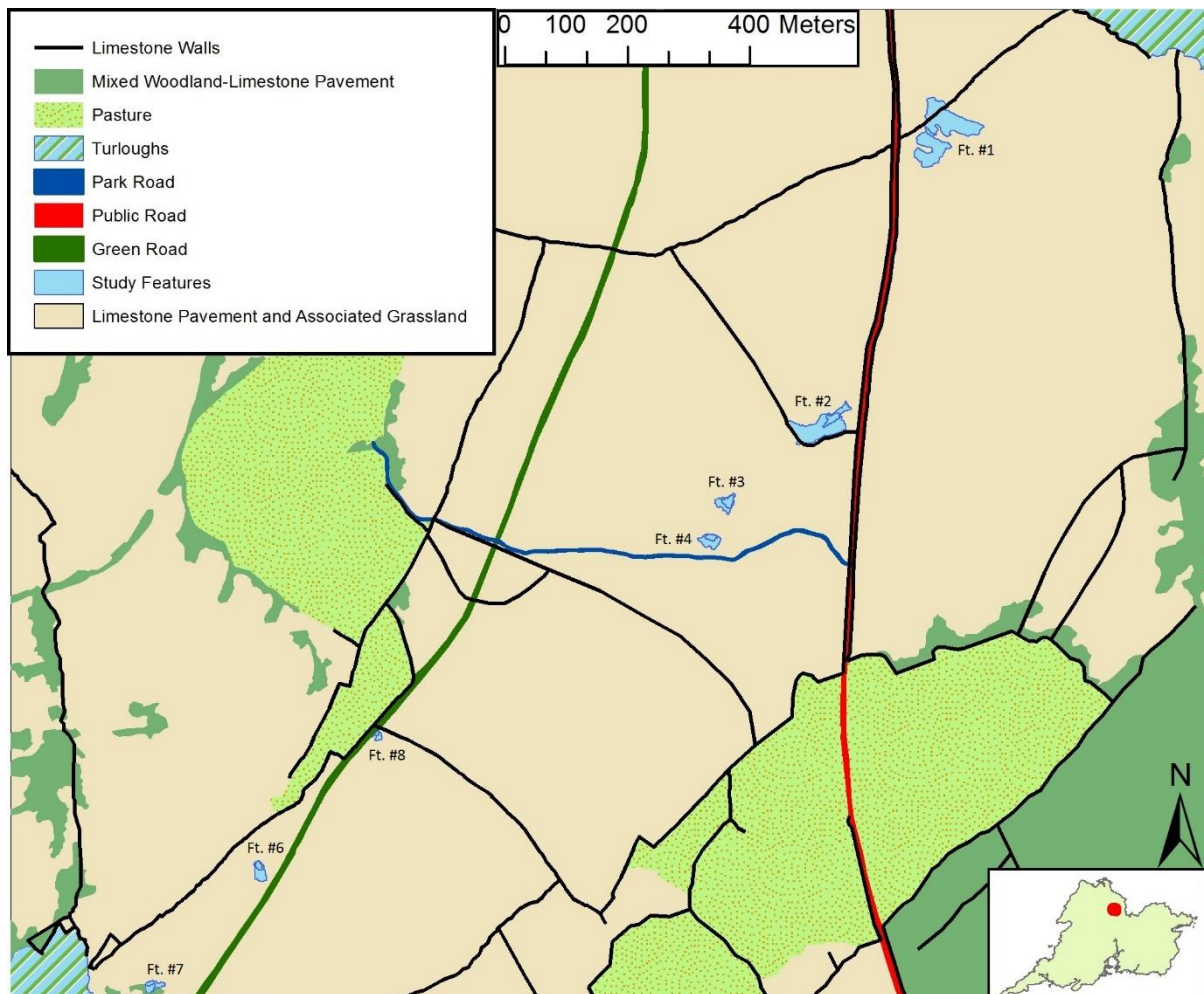 0 100 200 400 Meters
Limestone Walls
Mixed Woodland-Limestone Pavement
Pasture
Turloughs
Park Road
Public Road
Green Road
Study Features
Limestone Pavement and Associated Grassland
Ft. #1
Ft. #2
Ft. #3
Ft. #4
Ft. #8
N
Ft. #6
Ft. #7